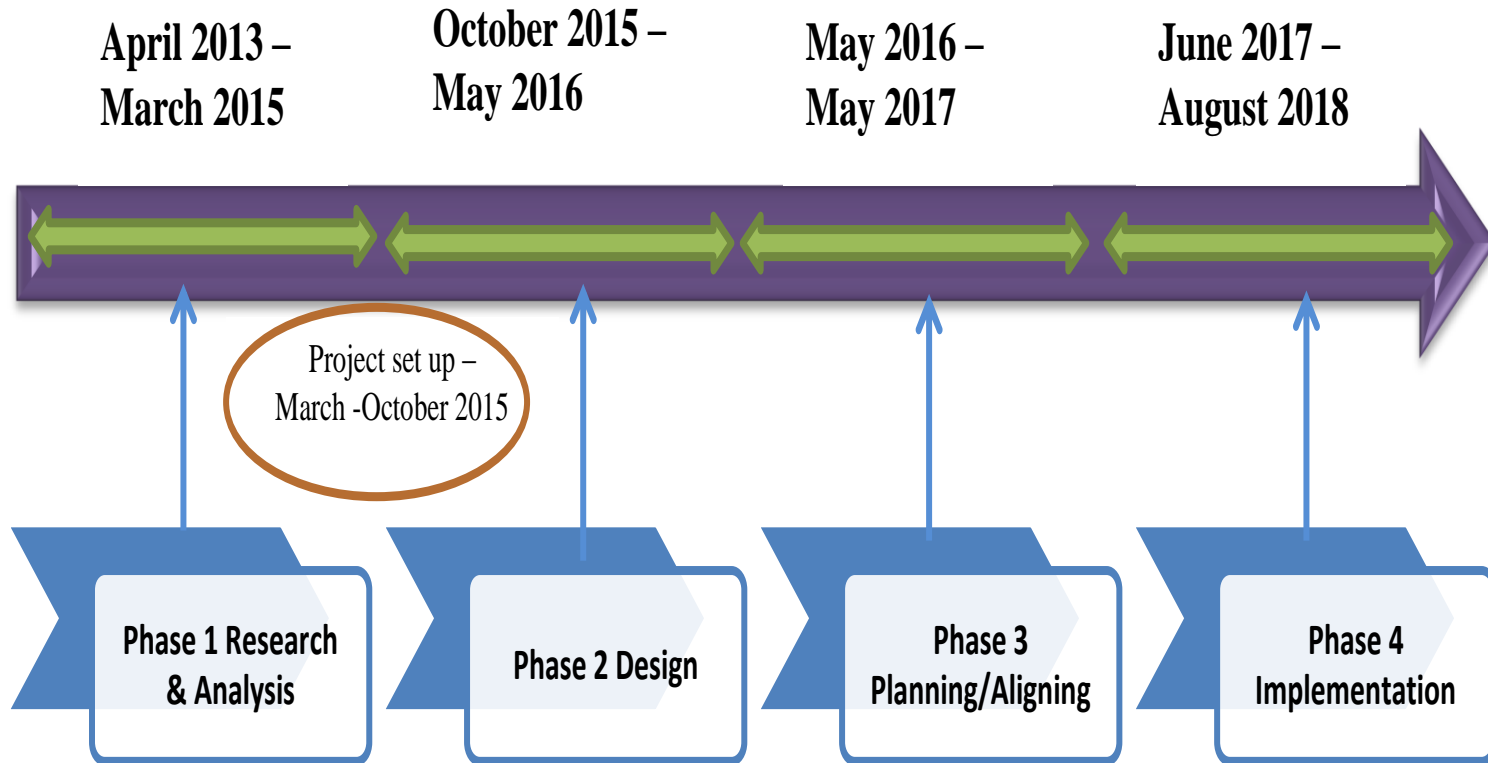 April 2013 –
March 2015
October 2015 –
May 2016
May 2016 –
May 2017
June 2017 –
August 2018
Project set up –
March -October 2015
Phase 1 Research
& Analysis
Phase 2 Design
Phase 3
Planning/Aligning
Phase 4
Implementation